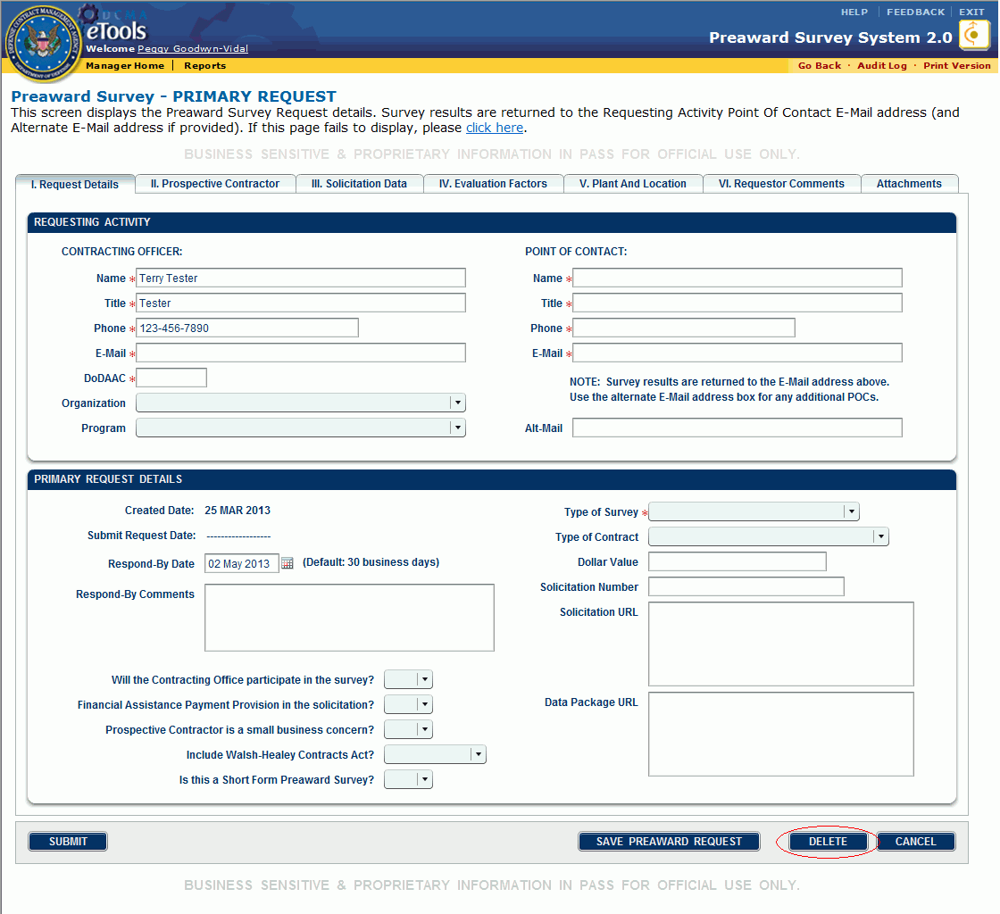 HELP FEEDBACK EXIT
DCMA
eTools
Welcome Peggy Goodwyn-Vidal
Preaward Survey System 2.0
Manager Home Reports
Go Back · Audit Log · Print Version
Preaward Survey - PRIMARY REQUEST
This screen displays the Preaward Survey Request details. Survey results are returned to the Requesting Activity Point Of Contact E-Mail address (and
Alternate E-Mail address if provided). If this page fails to display, please click here.
BUSINESS SENSITIVE & PROPRIETARY INFORMATION IN PASS FOR OFFICIAL USE ONLY.
I. Request Details II. Prospective Contractor III. Solicitation Data IV. Evaluation Factors V. Plant And Location VI. Requestor Comments Attachments
REQUESTING ACTIVITY
CONTRACTING OFFICER:
Name * Terry Tester
Title * Tester
Phone * 123-456-7890
E-Mail *
DoDAAC *
Organization
Program
POINT OF CONTACT:
Name *
Title *
Phone *
E-Mail *
NOTE: Survey results are returned to the E-Mail address above.
Use the alternate E-Mail address box for any additional POCs.
Alt-Mail
PRIMARY REQUEST DETAILS
Created Date: 25 MAR 2013
Submit Request Date: ------------------
Respond-By Date 02 May 2013 (Default: 30 business days)
Respond-By Comments
Will the Contracting Office participate in the survey?
Financial Assistance Payment Provision in the solicitation?
Prospective Contractor is a small business concern?
Include Walsh-Healey Contracts Act?
Is this a Short Form Preaward Survey?
Type of Survey *
Type of Contract
Dollar Value
Solicitation Number
Solicitation URL
Data Package URL
SUBMIT SAVE PREAWARD REQUEST DELETE CANCEL
BUSINESS SENSITIVE & PROPRIETARY INFORMATION IN PASS FOR OFFICIAL USE ONLY.